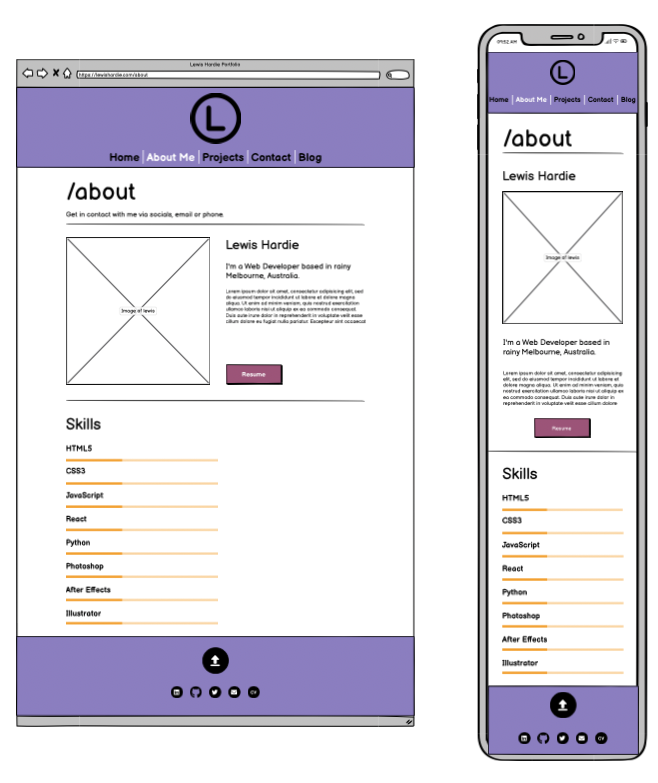 Lewis Hardie Portfolio
https://lewishardie.com/about
L
Home About Me Projects Contact Blog
/about
Get in contact with me via socials, email or phone.
Image of lewis
Lewis Hardie
I'm a Web Developer based in rainy
Melbourne, Australia.
Lorem ipsum dolor sit amet, consectetur adipisicing elit, sed
do eiusmod tempor incididunt ut labore et dolore magna
aliqua. Ut enim ad minim veniam, quis nostrud exercitation
ullamco laboris nisi ut aliquip ex ea commodo consequat.
Duis aute irure dolor in reprehenderit in voluptate velit esse
cillum dolore eu fugiat nulla pariatur. Excepteur sint occaecat
Resume
Skills
HTML5
CSS3
JavaScript
React
Python
Photoshop
After Effects
Illustrator
CV
09:52 AM
L
Home About Me Projects Contact Blog
/about
Lewis Hardie
Image of lewis
I'm a Web Developer based in
rainy Melbourne, Australia.
Lorem ipsum dolor sit amet, consectetur adipisicing
elit, sed do eiusmod tempor incididunt ut labore et
dolore magna aliqua. Ut enim ad minim veniam, quis
nostrud exercitation ullamco laboris nisi ut aliquip ex
ea commodo consequat. Duis aute irure dolor in
reprehenderit in voluptate velit esse cillum dolore
Resume
Skills
HTML5
CSS3
JavaScript
React
Python
Photoshop
After Effects
Illustrator
CV